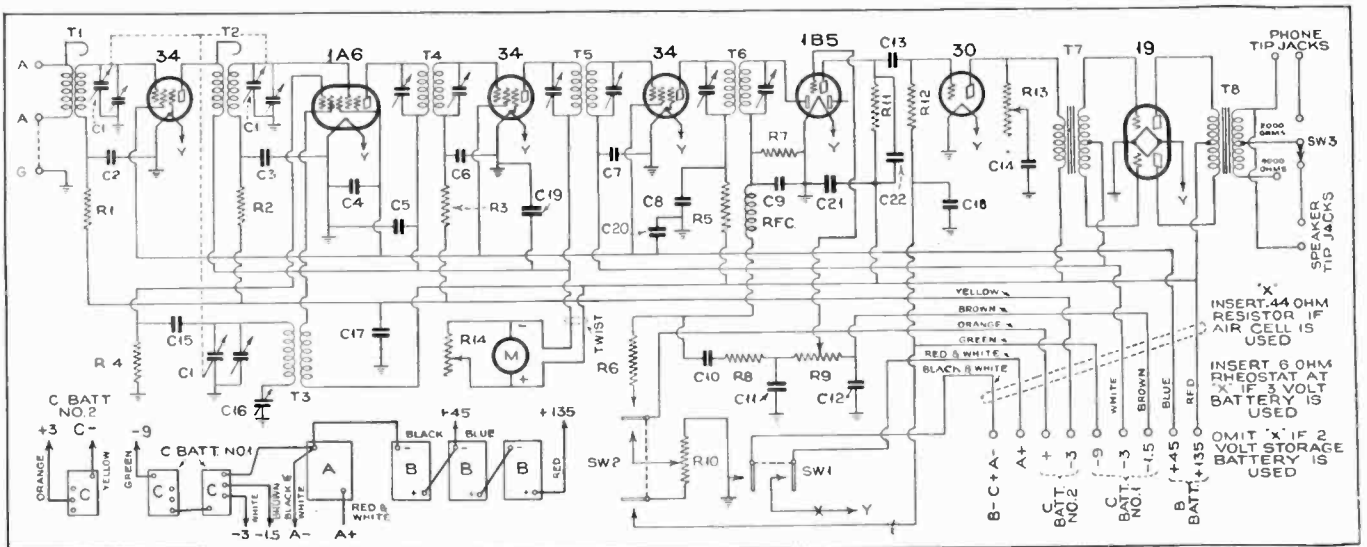 T1
T2
34
1A6
T4
34
T5
34
T6
1B5
C13
30
T7
19
T8
PHONE
TIP JACKS
A
A
G
C1
C1
R11
R12
R13
7000
OHMS
4000
OHMS
SW3
SPEAKER
TIP JACKS
C2
C3
C4
C5
C6
C19
C7
C8
C20
R5
R7
C9
C21
C22
C18
C14
RFC.
R1
R2
R3
Y
Y
Y
Y
Y
Y
Y
R4
C15
C1
C16
T3
C17
R14
M
TWIST
R6
C10
R8
C11
R9
C12
SW2
R10
SW1
X
Y
YELLOW
BROWN
ORANGE
GREEN
RED & WHITE
BLACK & WHITE
WHITE
BROWN
BLUE
RED
"X"
INSERT .44 OHM
RESISTOR IF
AIR CELL IS
USED
INSERT 6 OHM
RHEOSTAT AT
"X" IF 3 VOLT
BATTERY IS
USED
OMIT "X" IF 2
VOLT STORAGE
BATTERY IS
USED
B-C+A-
A+
+
-3
C
BATT.
NO.2
-9
-3
-1.5
C
BATT.
NO.1
+45
+135
B
BATT.
C BATT
NO.2
+3
C-
ORANGE
YELLOW
C
-9
GREEN
C BATT. NO1
C
C
WHITE
BROWN
BLACK &
WHITE
-3
-1.5
A-
A+
A
RED &
WHITE
BLACK
+45
BLUE
+135
RED
B
B
B